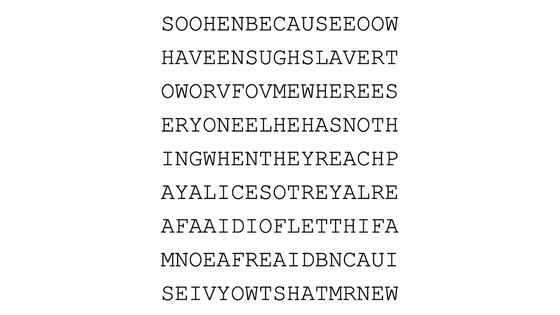 SOOHENBECAUSEEOOW
HAVEENSUGHSLAVERT
OWORVFOVMEWHEREES
ERYONEELHEHASNOTH
INGWHENTHEYREACHP
AYALICESOTREYALRE
AFAAIDIOFLETTHIFA
MNOEAFREAIDBNCAUI
SEIVYOWTSHATMRNEW